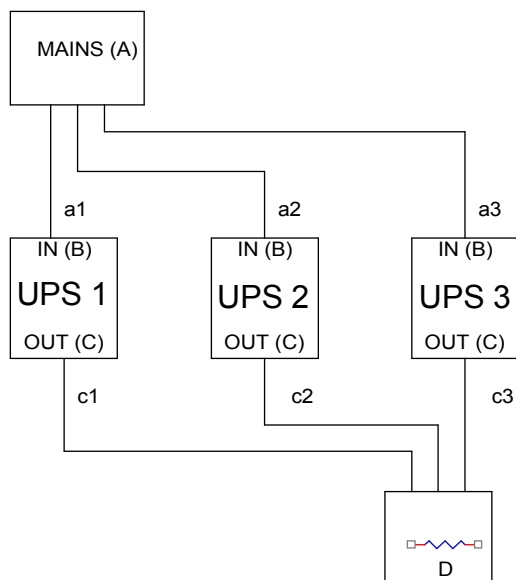 MAINS (A)
a1
a2
a3
IN (B)
IN (B)
IN (B)
UPS 1
UPS 2
UPS 3
OUT (C)
OUT (C)
OUT (C)
c1
c2
c3
D